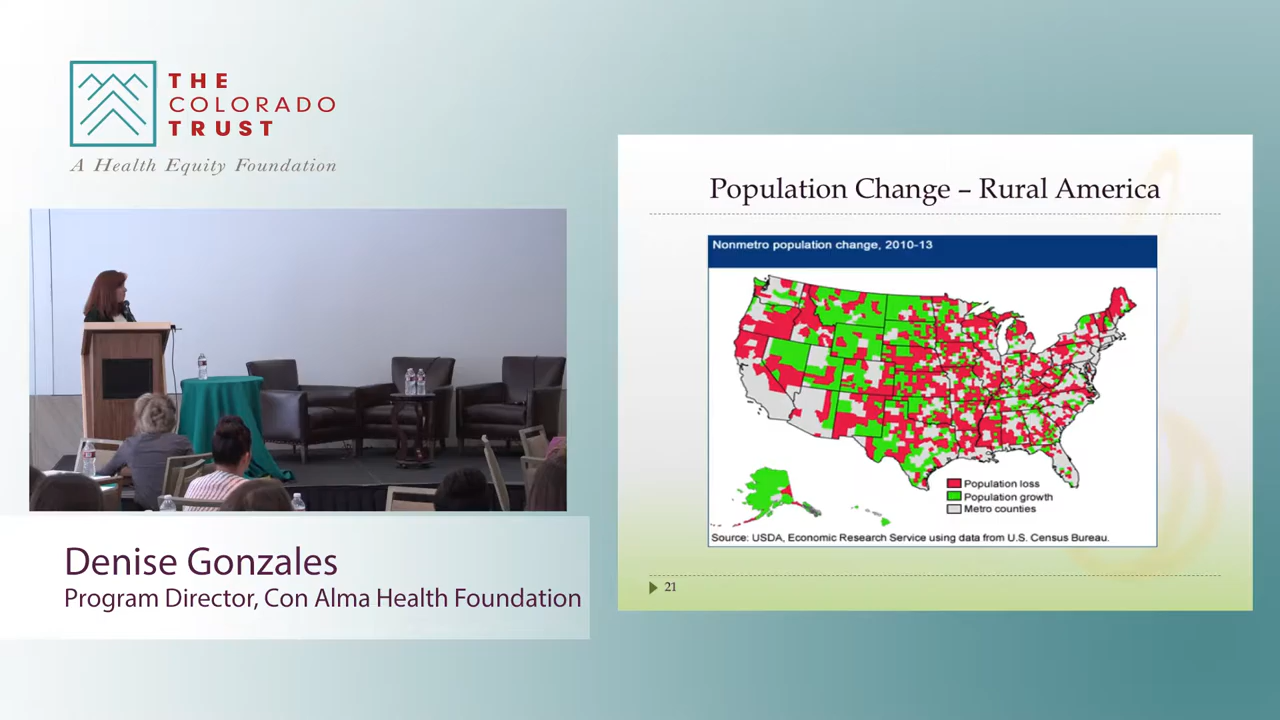 THE
COLORADO
TRUST
A Health Equity Foundation
Denise Gonzales
Program Director, Con Alma Health Foundation
Population Change – Rural America
Nonmetro population change, 2010-13
Population loss
Population growth
Metro counties
Source: USDA, Economic Research Service using data from U.S. Census Bureau.
21